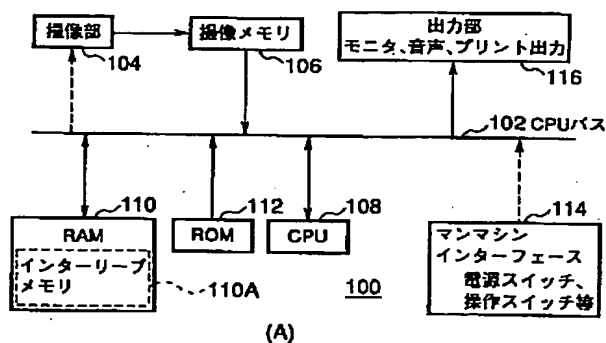 撮像部
104
撮像メモリ
106
出力部
モニタ、音声、プリント出力
116
102 CPUバス
110
RAM
インターリーブ
メモリ
110A
112
ROM
108
CPU
100
114
マンマシン
インターフェース
電源スイッチ、
操作スイッチ等
(A)